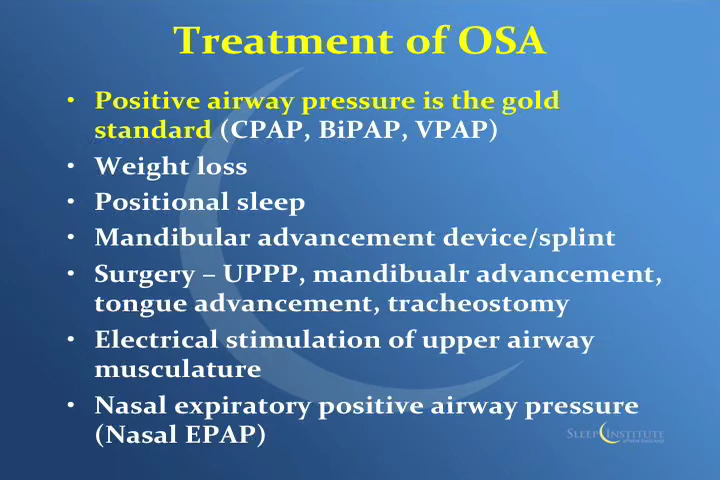 Treatment of OSA
• Positive airway pressure is the gold
standard (CPAP, BiPAP, VPAP)
• Weight loss
• Positional sleep
• Mandibular advancement device/splint
• Surgery – UPPP, mandibualr advancement,
tongue advancement, tracheostomy
• Electrical stimulation of upper airway
musculature
• Nasal expiratory positive airway pressure
(Nasal EPAP)
SLEEP INSTITUTE